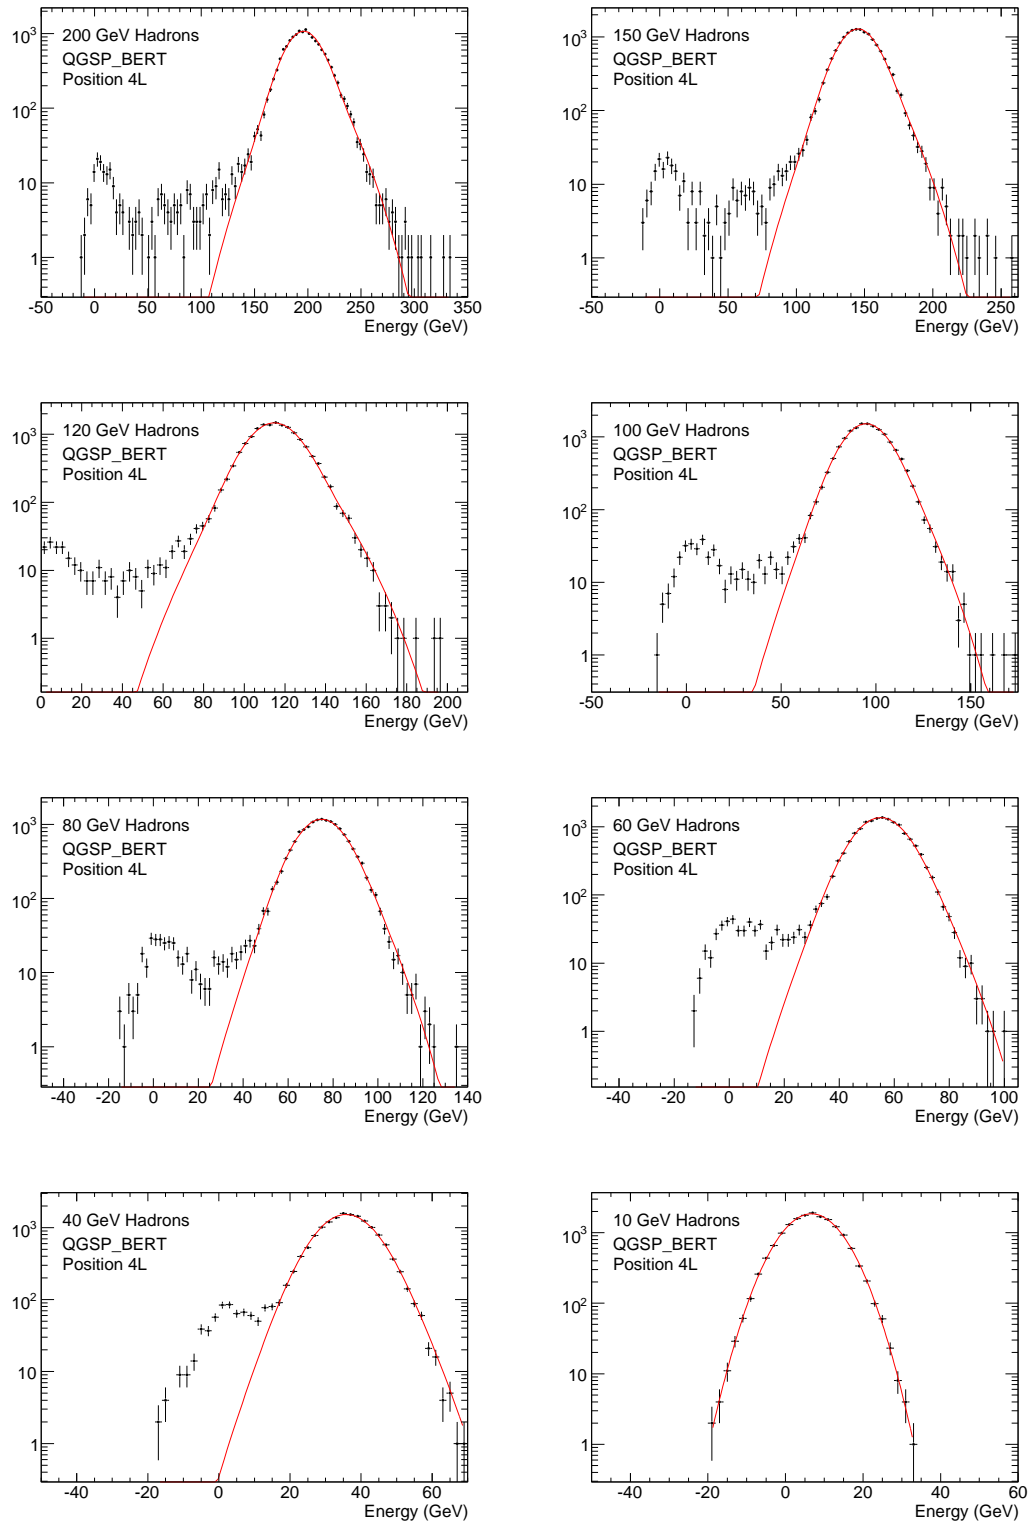 10³
10²
10
1
200 GeV Hadrons
QGSP_BERT
Position 4L
-50 0 50 100 150 200 250 300 350
Energy (GeV)
10³
10²
10
1
150 GeV Hadrons
QGSP_BERT
Position 4L
-50 0 50 100 150 200 250
Energy (GeV)
10³
10²
10
1
120 GeV Hadrons
QGSP_BERT
Position 4L
0 20 40 60 80 100 120 140 160 180 200
Energy (GeV)
10³
10²
10
1
100 GeV Hadrons
QGSP_BERT
Position 4L
-50 0 50 100 150
Energy (GeV)
10³
10²
10
1
80 GeV Hadrons
QGSP_BERT
Position 4L
-40 -20 0 20 40 60 80 100 120 140
Energy (GeV)
10³
10²
10
1
60 GeV Hadrons
QGSP_BERT
Position 4L
-40 -20 0 20 40 60 80 100
Energy (GeV)
10³
10²
10
1
40 GeV Hadrons
QGSP_BERT
Position 4L
-40 -20 0 20 40 60
Energy (GeV)
10³
10²
10
1
10 GeV Hadrons
QGSP_BERT
Position 4L
-40 -20 0 20 40 60
Energy (GeV)